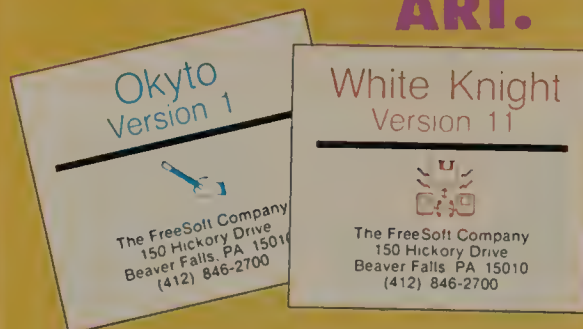 ART.
Okyto
Version 1
The FreeSoft Company
150 Hickory Drive
Beaver Falls, PA 15010
(412) 846-2700
White Knight
Version 11
The FreeSoft Company
150 Hickory Drive
Beaver Falls PA 15010
(412) 846-2700